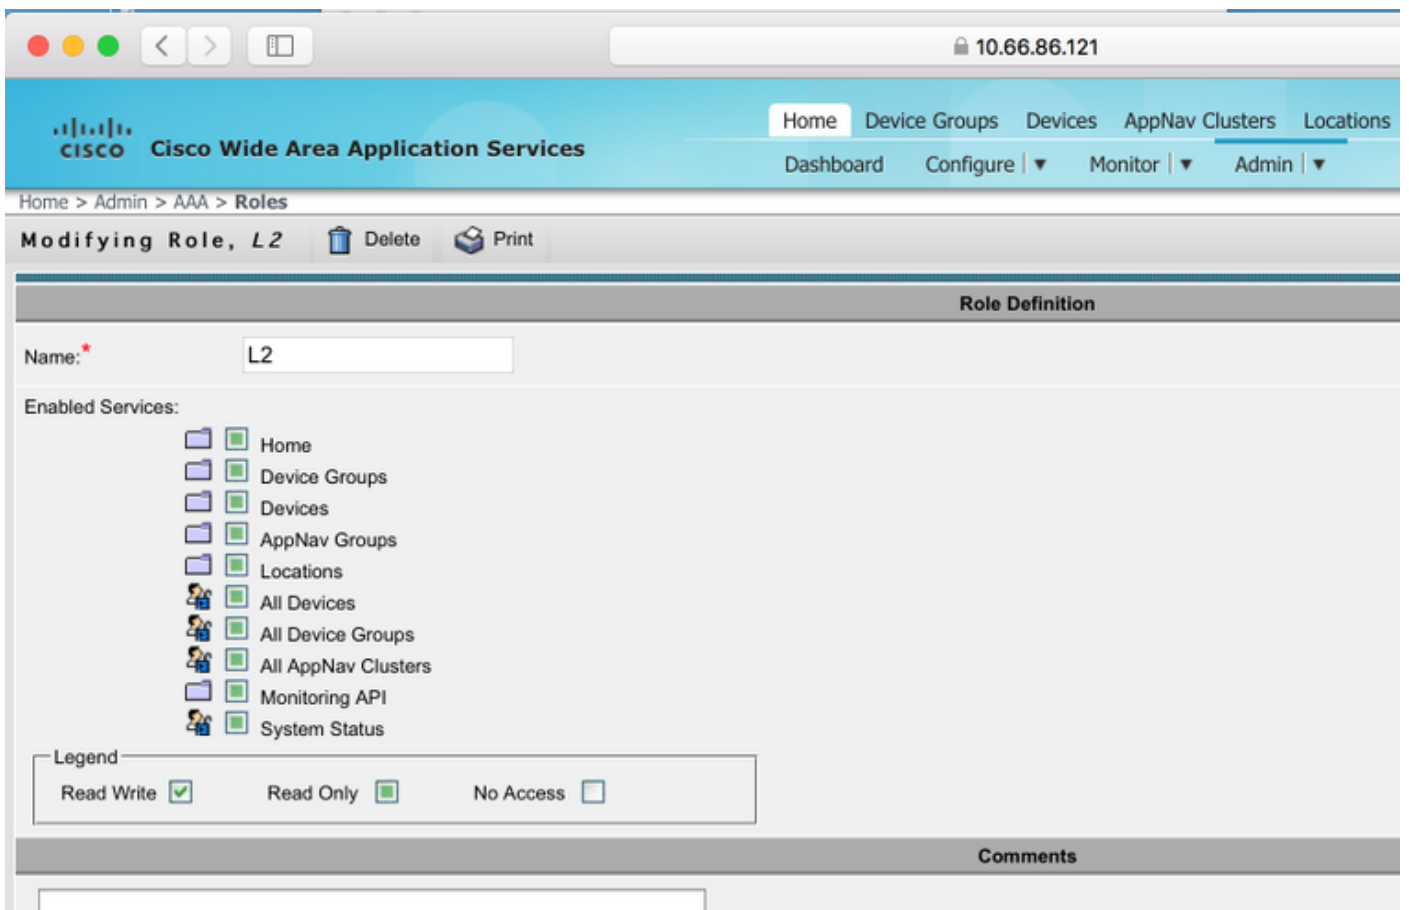 10.66.86.121
CISCO Cisco Wide Area Application Services
Home Device Groups Devices AppNav Clusters Locations
Dashboard Configure | ▼ Monitor | ▼ Admin | ▼
Home > Admin > AAA > Roles
Modifying Role, L2 Delete Print
Role Definition
Name:* L2
Enabled Services:
Home
Device Groups
Devices
AppNav Groups
Locations
All Devices
All Device Groups
All AppNav Clusters
Monitoring API
System Status
Legend
Read Write Read Only No Access
Comments